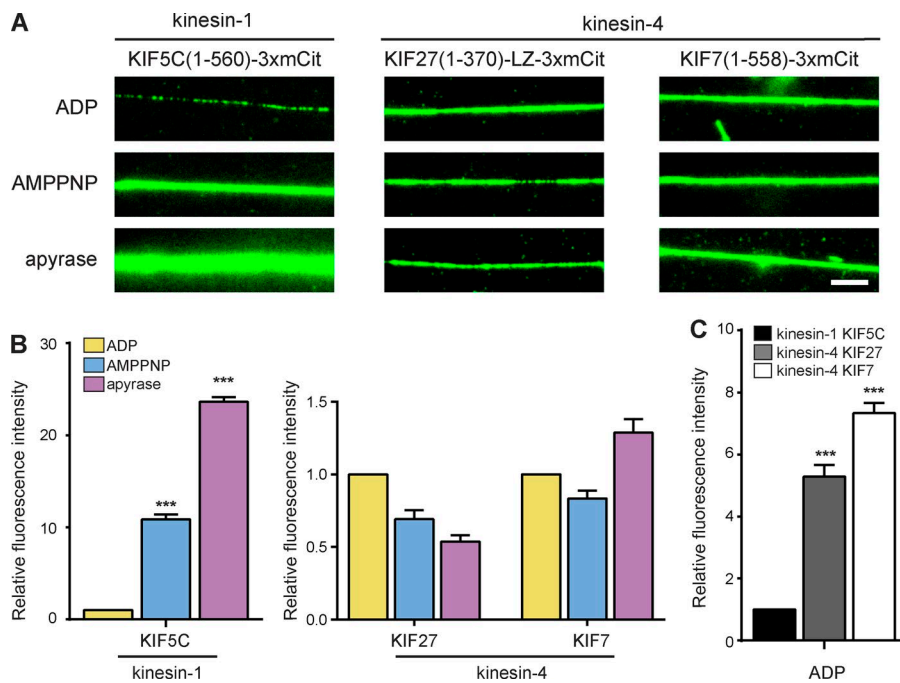 A
kinesin-1
kinesin-4
KIF5C(1-560)-3xmCit
KIF27(1-370)-LZ-3xmCit
KIF7(1-558)-3xmCit
ADP
AMPPNP
apyrase
B
Relative fluorescence intensity
30
20
10
0
ADP
AMPPNP
apyrase
***
***
KIF5C
kinesin-1
Relative fluorescence intensity
1.5
1.0
0.5
0.0
KIF27
KIF7
kinesin-4
C
Relative fluorescence intensity
10
8
6
4
2
0
kinesin-1 KIF5C
kinesin-4 KIF27
kinesin-4 KIF7
***
***
ADP